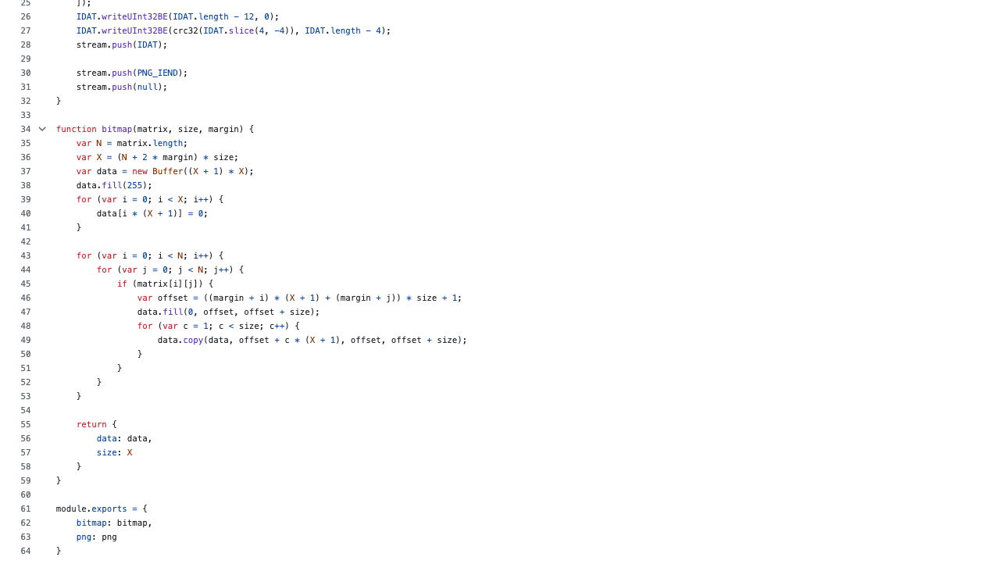 25 ]);
26 IDAT.writeUInt32BE(IDAT.length - 12, 0);
27 IDAT.writeUInt32BE(crc32(IDAT.slice(4, -4)), IDAT.length - 4);
28 stream.push(IDAT);
29
30 stream.push(PNG_IEND);
31 stream.push(null);
32 }
33
34 function bitmap(matrix, size, margin) {
35 var N = matrix.length;
36 var X = (N + 2 * margin) * size;
37 var data = new Buffer((X + 1) * X);
38 data.fill(255);
39 for (var i = 0; i < X; i++) {
40 data[i * (X + 1)] = 0;
41 }
42
43 for (var i = 0; i < N; i++) {
44 for (var j = 0; j < N; j++) {
45 if (matrix[i][j]) {
46 var offset = ((margin + i) * (X + 1) + (margin + j)) * size + 1;
47 data.fill(0, offset, offset + size);
48 for (var c = 1; c < size; c++) {
49 data.copy(data, offset + c * (X + 1), offset, offset + size);
50 }
51 }
52 }
53 }
54
55 return {
56 data: data,
57 size: X
58 }
59 }
60
61 module.exports = {
62 bitmap: bitmap,
63 png: png
64 }